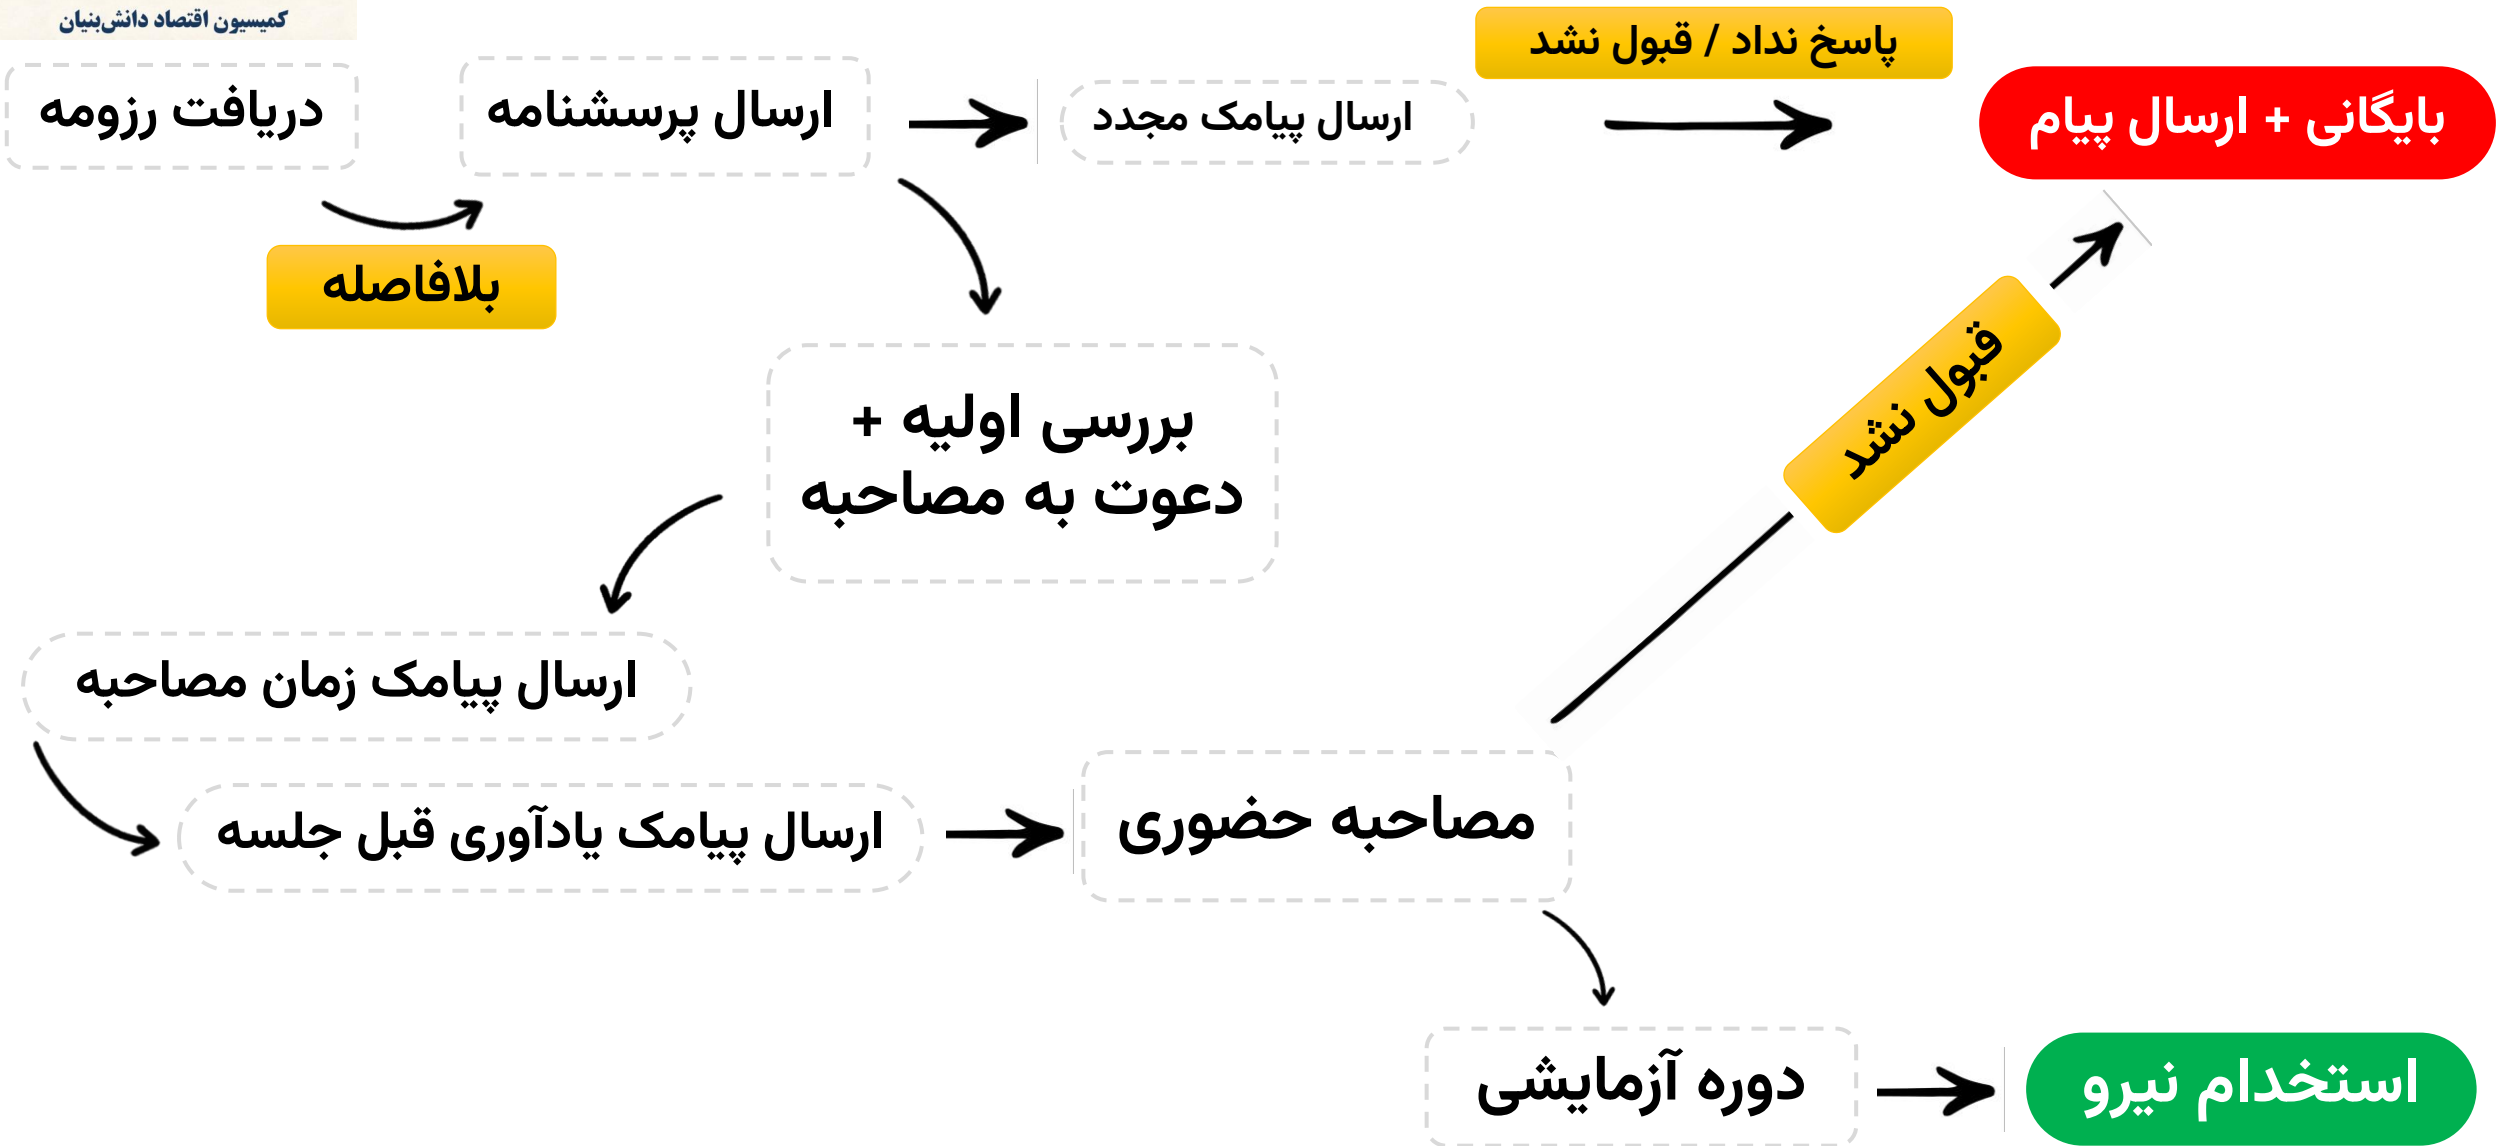 کمیسیون اقتصاد دانش‌بنیان
دریافت رزومه
ارسال پرسشنامه
بلافاصله
ارسال پیامک مجدد
پاسخ نداد / قبول نشد
بایگانی + ارسال پیام
بررسی اولیه +
دعوت به مصاحبه
ارسال پیامک زمان مصاحبه
ارسال پیامک یادآوری قبل جلسه
مصاحبه حضوری
قبول نشد
دوره آزمایشی
استخدام نیرو